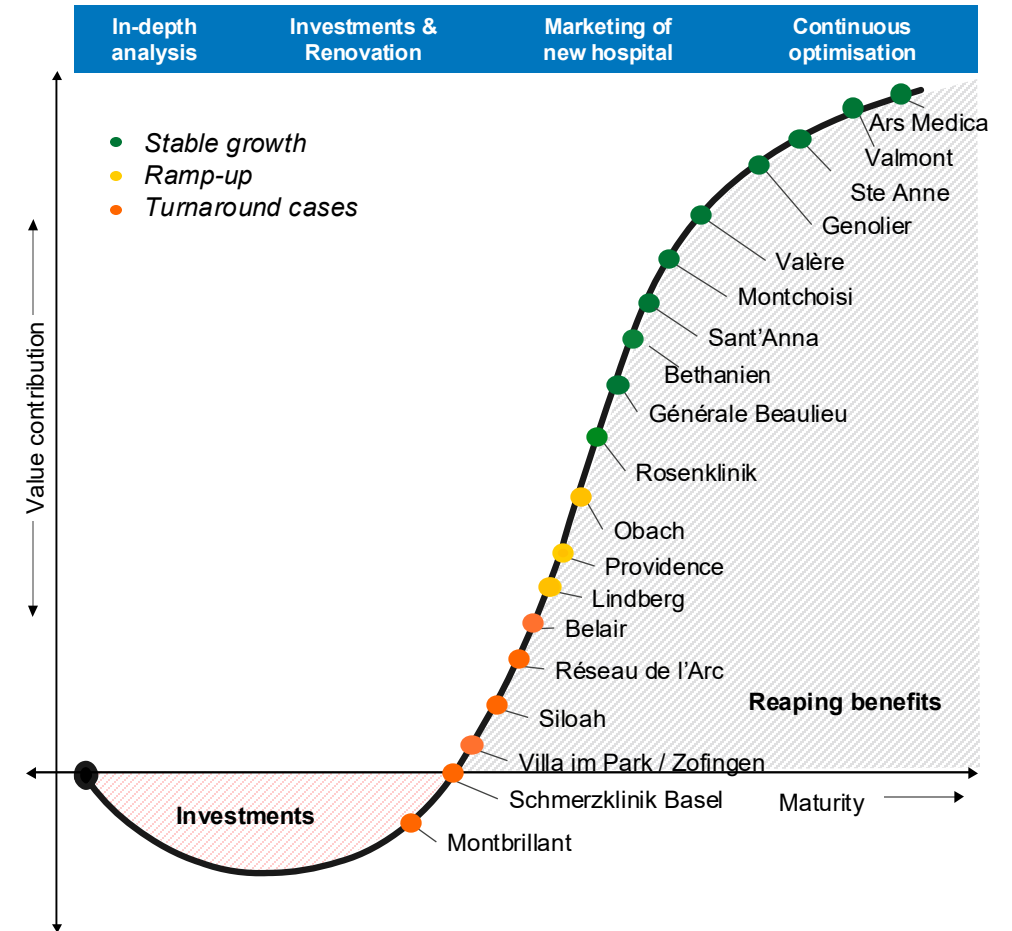 In-depth
analysis
Investments &
Renovation
Marketing of
new hospital
Continuous
optimisation
Stable growth
Ramp-up
Turnaround cases
Value contribution
Ars Medica
Valmont
Ste Anne
Genolier
Valère
Montchoisi
Sant’Anna
Bethanien
Générale Beaulieu
Rosenklinik
Obach
Providence
Lindberg
Belair
Réseau de l’Arc
Siloah
Villa im Park / Zofingen
Schmerzklinik Basel
Montbrillant
Reaping benefits
Maturity
Investments